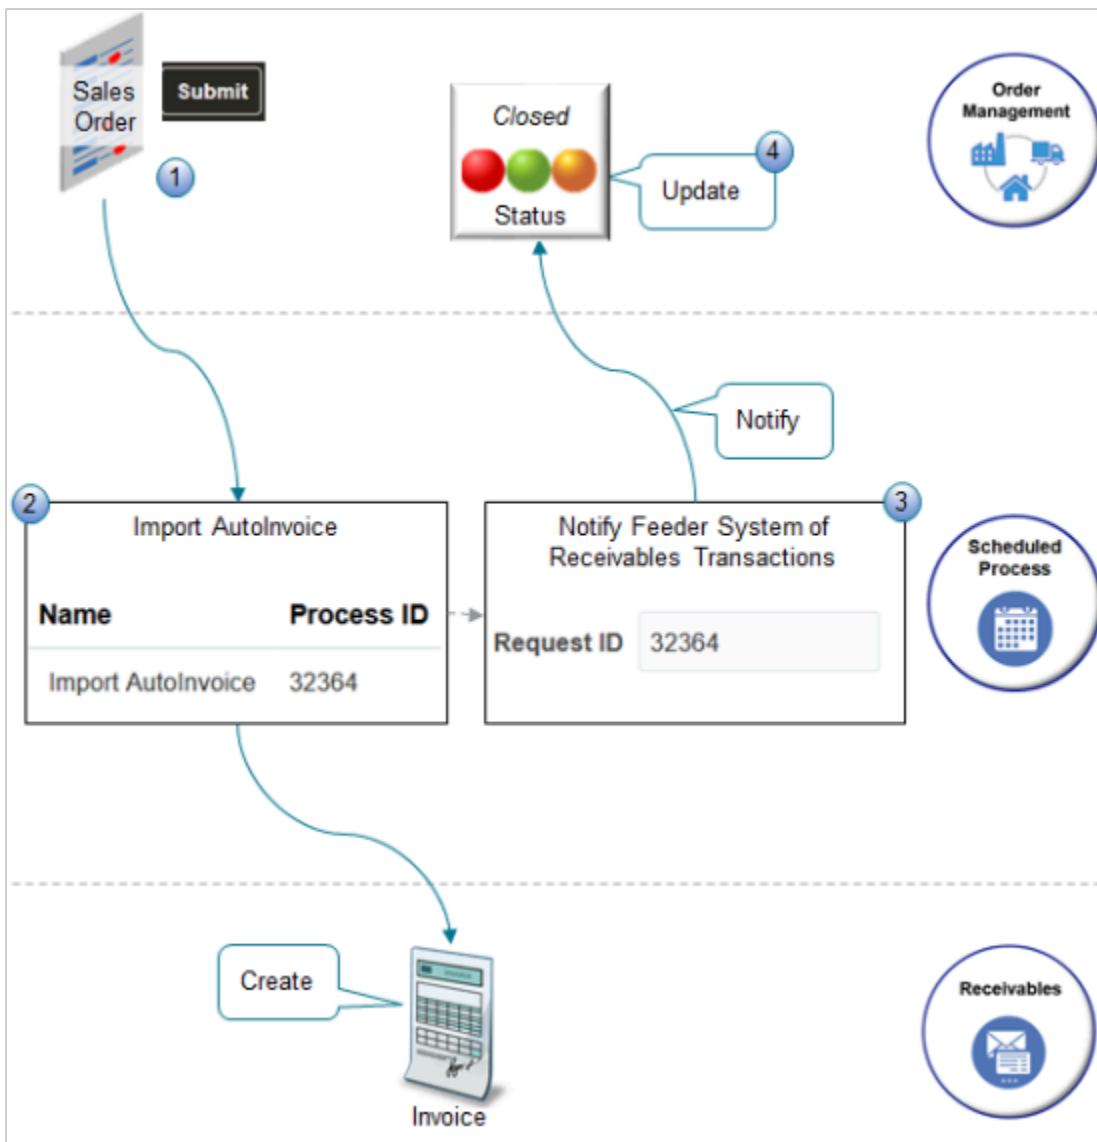 Sales
Order
Submit
1
Closed
Status
4
Update
Order
Management
Notify
2
Import AutoInvoice
Name Process ID
Import AutoInvoice 32364
3
Notify Feeder System of
Receivables Transactions
Request ID 32364
Scheduled
Process
Create
Invoice
Invoice
Receivables